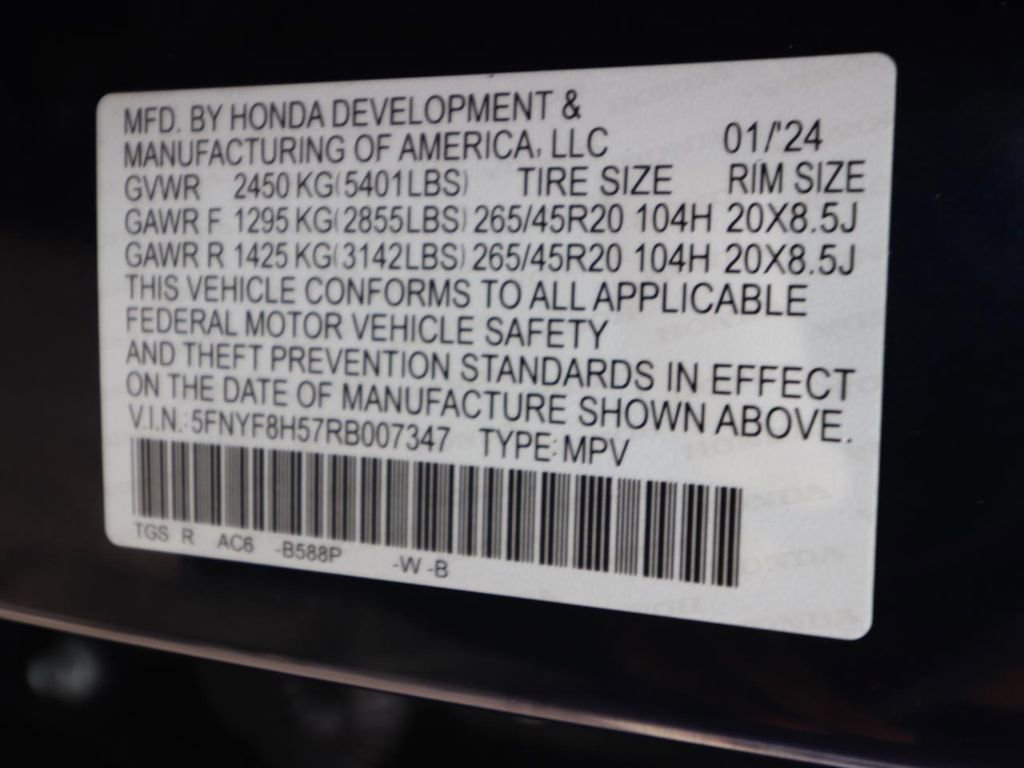 MFD. BY HONDA DEVELOPMENT &
MANUFACTURING OF AMERICA, LLC 01/'24
GVWR 2450 KG(5401LBS) TIRE SIZE RIM SIZE
GAWR F 1295 KG(2855LBS) 265/45R20 104H 20X8.5J
GAWR R 1425 KG(3142LBS) 265/45R20 104H 20X8.5J
THIS VEHICLE CONFORMS TO ALL APPLICABLE
FEDERAL MOTOR VEHICLE SAFETY
AND THEFT PREVENTION STANDARDS IN EFFECT
ON THE DATE OF MANUFACTURE SHOWN ABOVE.
V.I.N.:5FNYF8H57RB007347 TYPE:MPV
TGS R AC6 -B588P -W -B